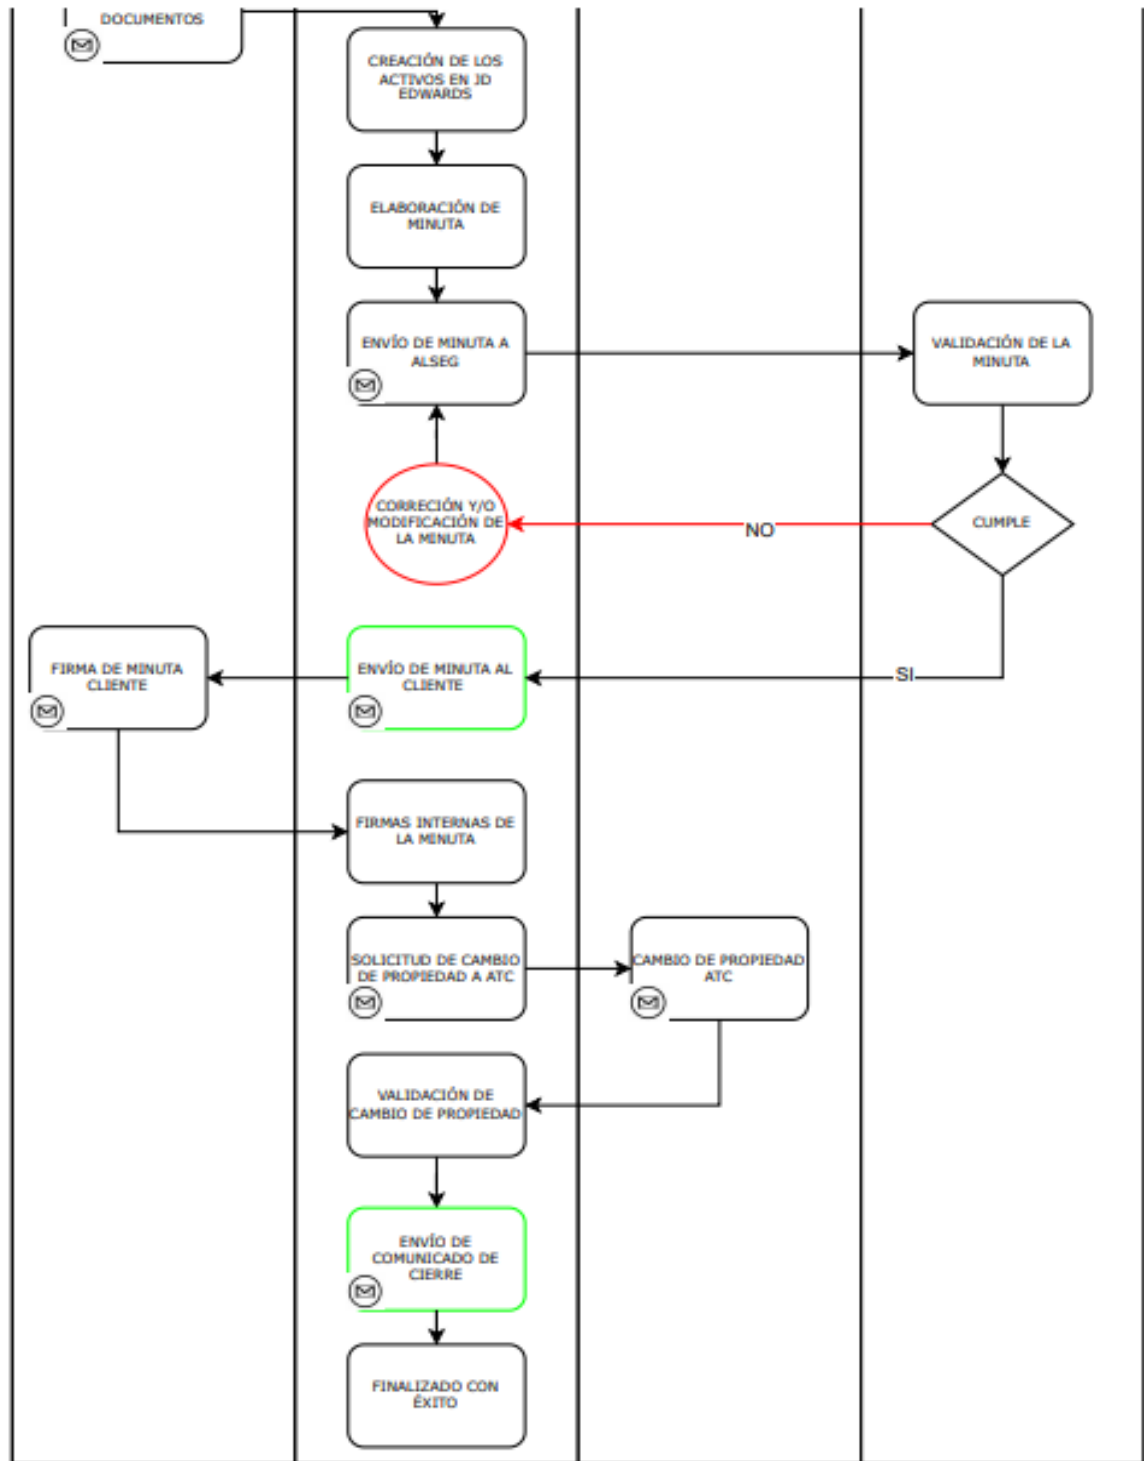 DOCUMENTOS
CREACIÓN DE LOS
ACTIVOS EN JD
EDWARDS
ELABORACIÓN DE
MINUTA
ENVÍO DE MINUTA A
ALSEG
VALIDACIÓN DE LA
MINUTA
CORRECIÓN Y/O
MODIFICACIÓN DE
LA MINUTA
NO
CUMPLE
FIRMA DE MINUTA
CLIENTE
ENVÍO DE MINUTA AL
CLIENTE
SI
FIRMAS INTERNAS DE
LA MINUTA
SOLICITUD DE CAMBIO
DE PROPIEDAD A ATC
CAMBIO DE PROPIEDAD
ATC
VALIDACIÓN DE
CAMBIO DE PROPIEDAD
ENVÍO DE
COMUNICADO DE
CIERRE
FINALIZADO CON
ÉXITO